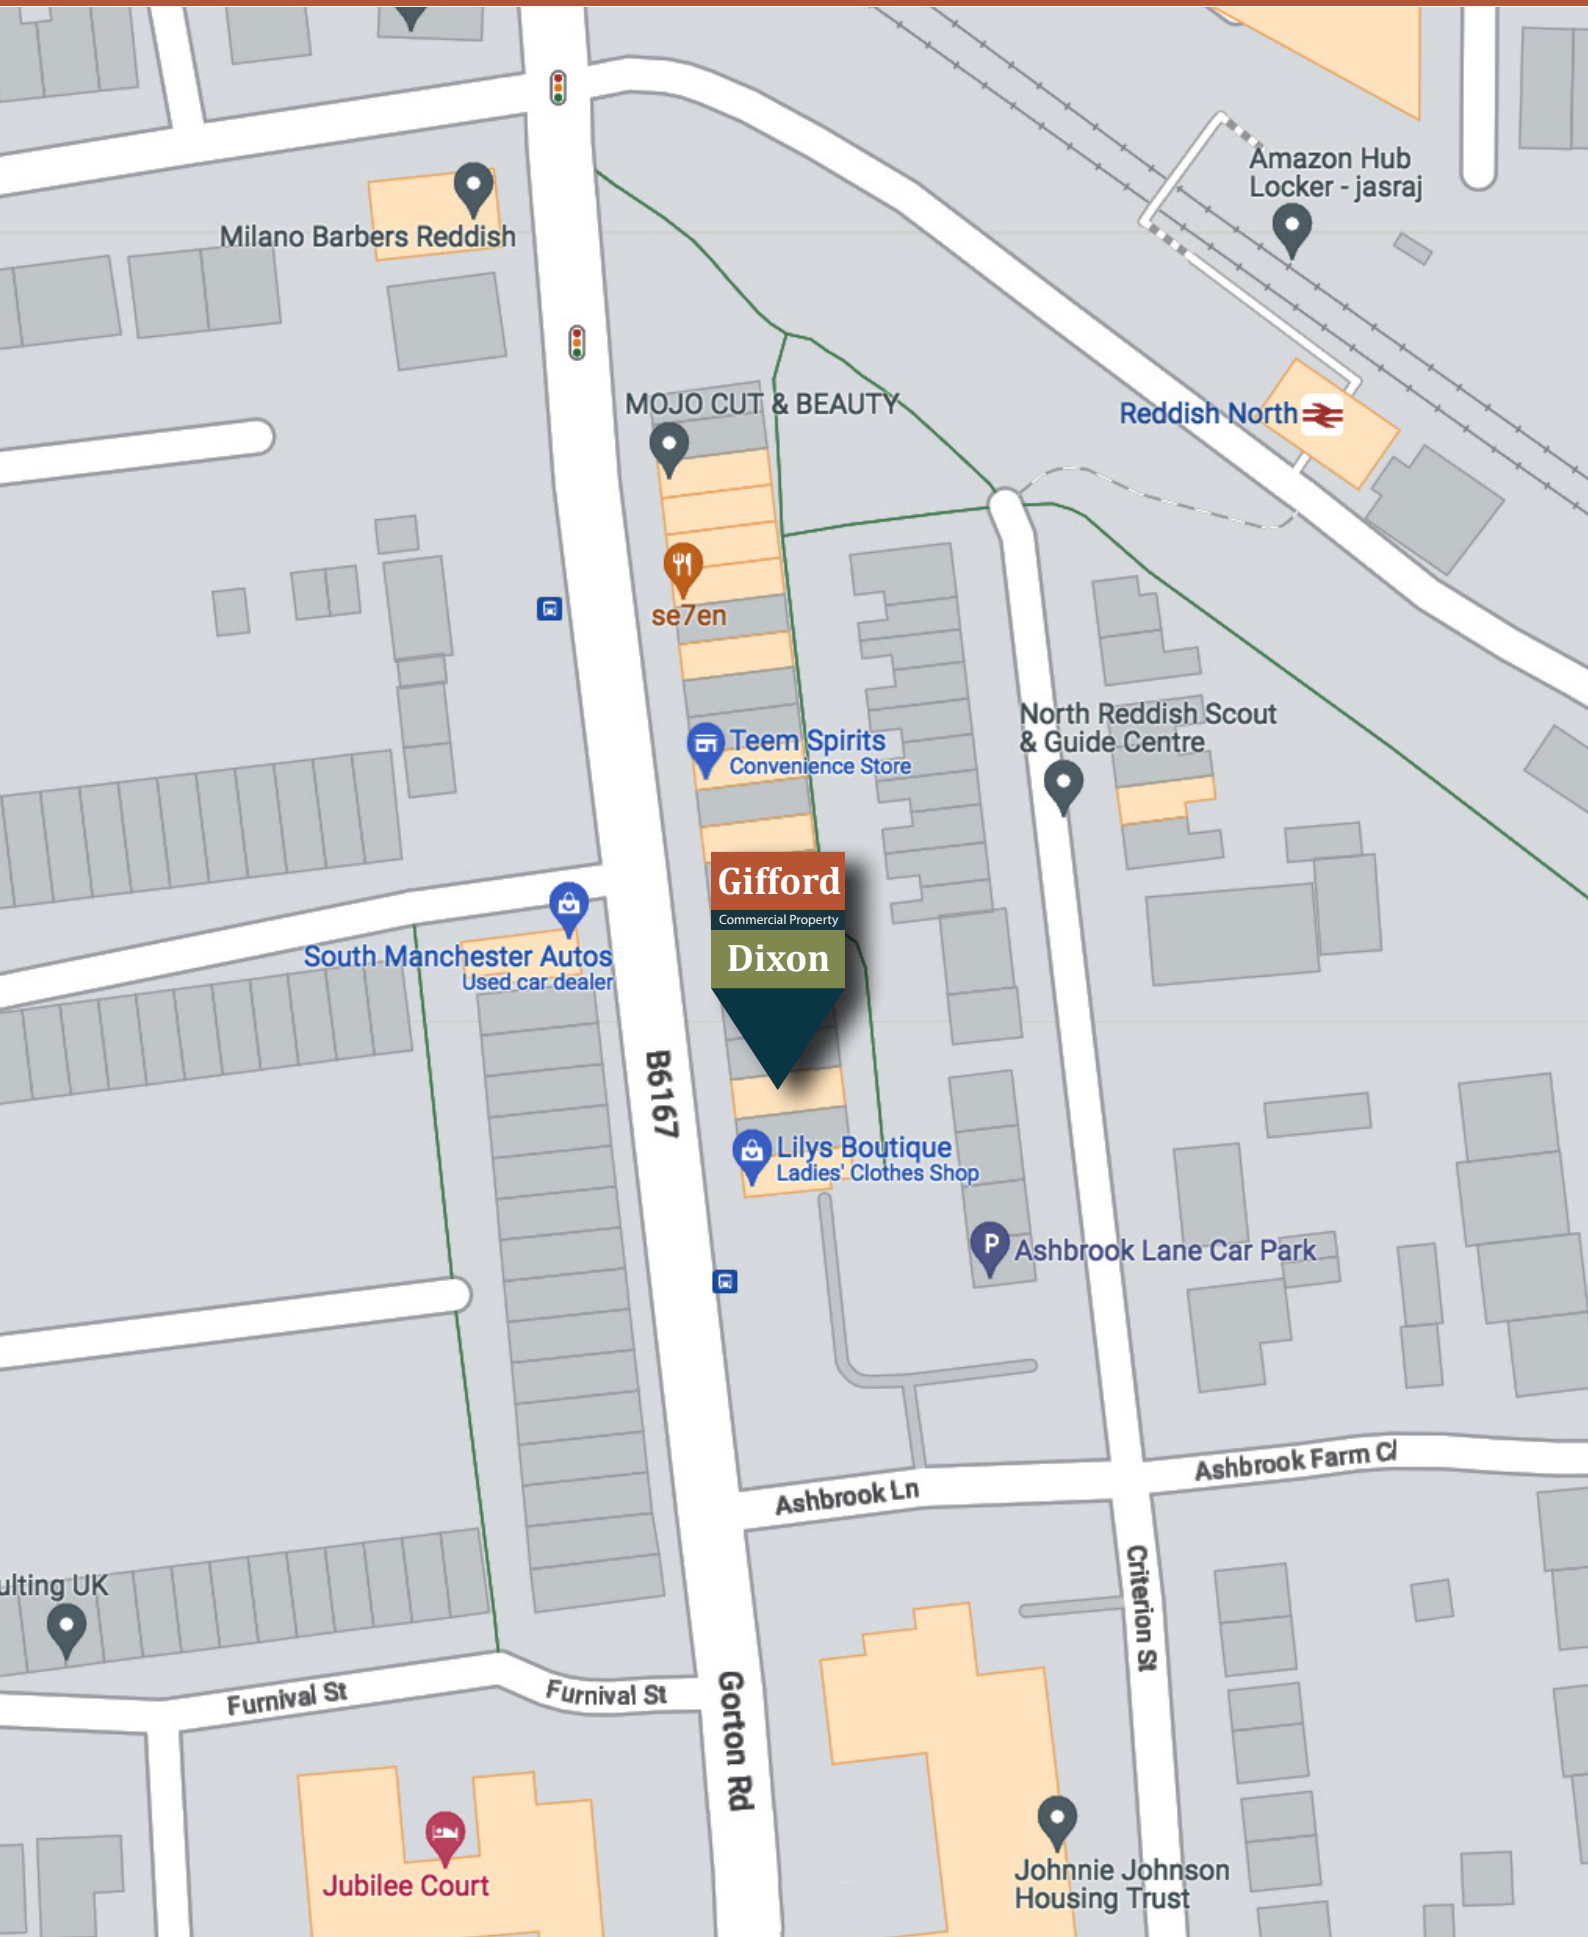 Amazon Hub
Locker - jasraj
Milano Barbers Reddish
MOJO CUT & BEAUTY
Reddish North
se7en
North Reddish Scout
& Guide Centre
Teem Spirits
Convenience Store
Gifford
Commercial Property
Dixon
South Manchester Autos
Used car dealer
B6167
Lilys Boutique
Ladies' Clothes Shop
P
Ashbrook Lane Car Park
Ashbrook Farm Cl
Ashbrook Ln
Criterion St
ulting UK
Furnival St
Furnival St
Gorton Rd
Jubilee Court
Johnnie Johnson
Housing Trust